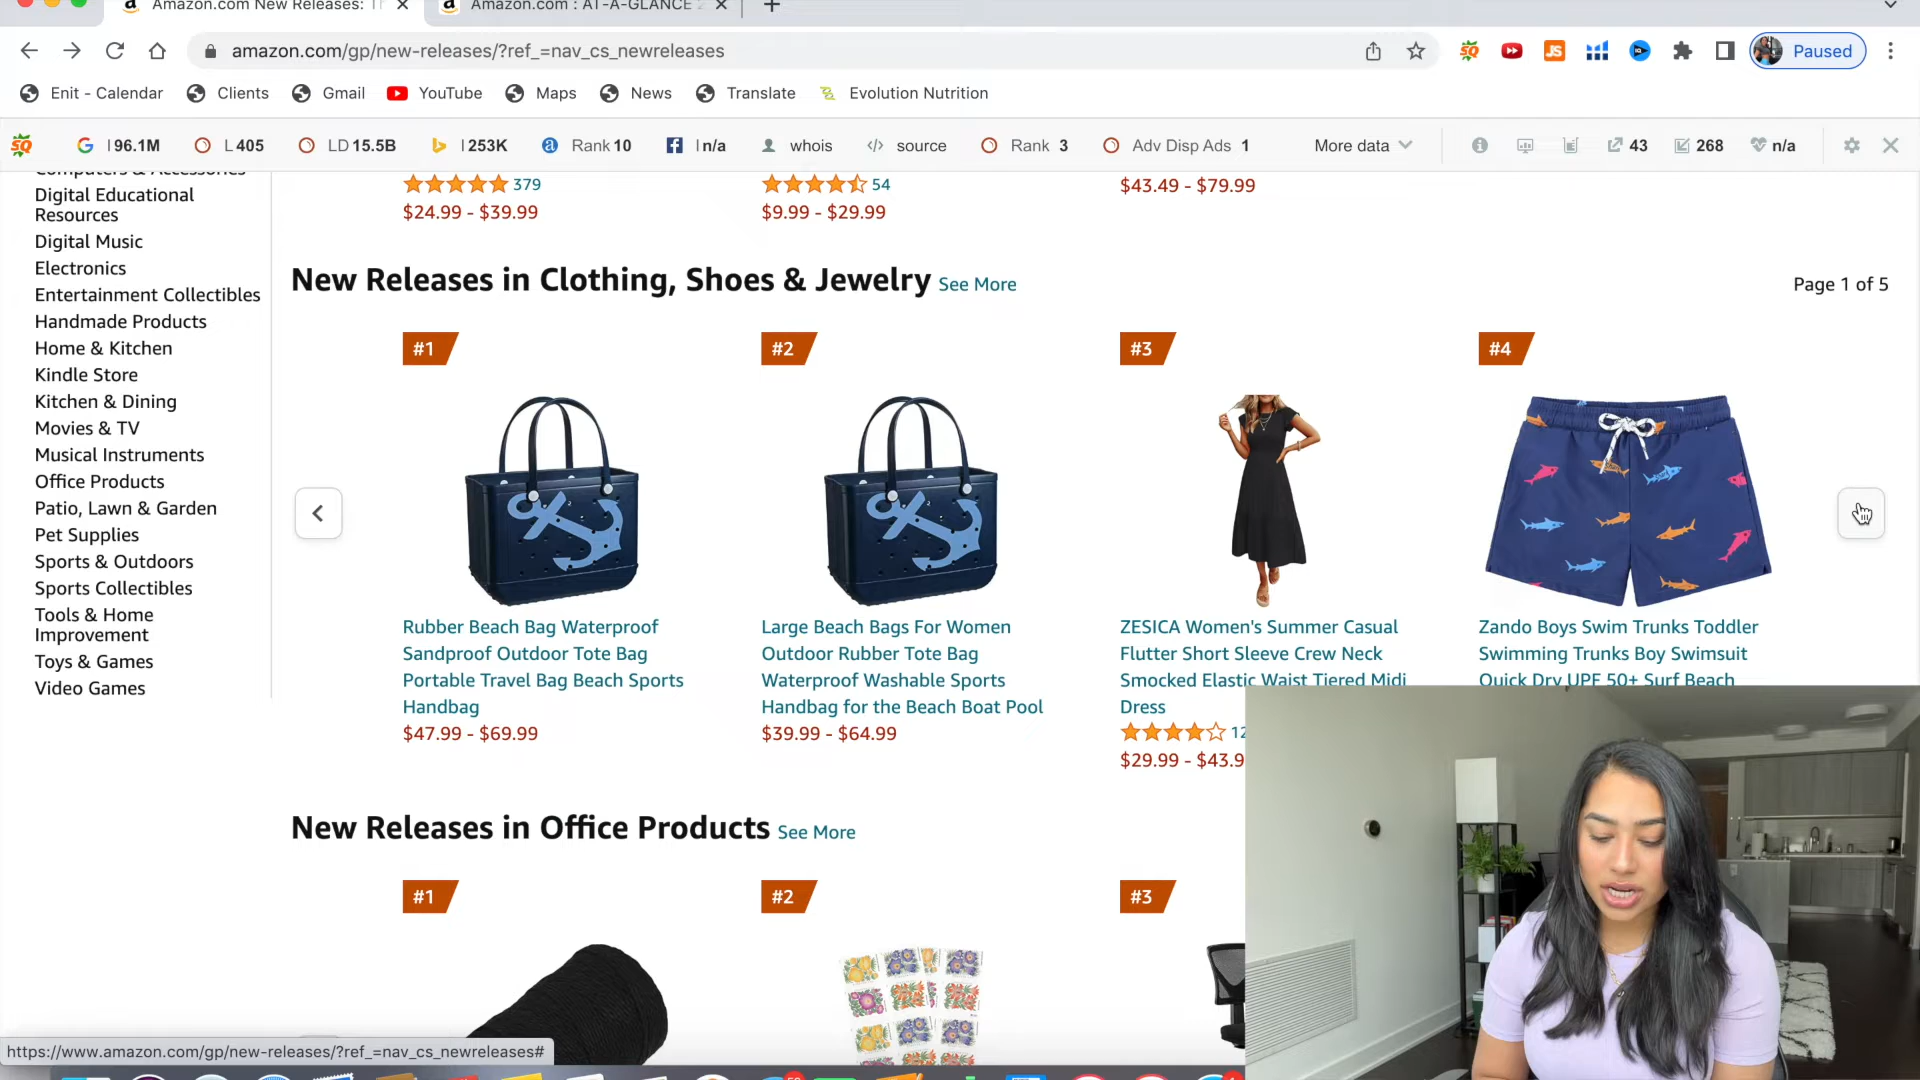 Amazon.com New Releases: Th
Amazon.com : AT-A-GLANCE 2
amazon.com/gp/new-releases/?ref_=nav_cs_newreleases
Paused
Enit - Calendar
Clients
Gmail
YouTube
Maps
News
Translate
Evolution Nutrition
I 96.1M
L 405
LD 15.5B
I 253K
Rank 10
I n/a
whois
source
Rank 3
Adv Disp Ads 1
More data
43
268
n/a
Computers & Accessories
Digital Educational
Resources
Digital Music
Electronics
Entertainment Collectibles
Handmade Products
Home & Kitchen
Kindle Store
Kitchen & Dining
Movies & TV
Musical Instruments
Office Products
Patio, Lawn & Garden
Pet Supplies
Sports & Outdoors
Sports Collectibles
Tools & Home
Improvement
Toys & Games
Video Games
379
$24.99 - $39.99
54
$9.99 - $29.99
$43.49 - $79.99
New Releases in Clothing, Shoes & Jewelry See More
Page 1 of 5
#1
Rubber Beach Bag Waterproof
Sandproof Outdoor Tote Bag
Portable Travel Bag Beach Sports
Handbag
$47.99 - $69.99
#2
Large Beach Bags For Women
Outdoor Rubber Tote Bag
Waterproof Washable Sports
Handbag for the Beach Boat Pool
$39.99 - $64.99
#3
ZESICA Women's Summer Casual
Flutter Short Sleeve Crew Neck
Smocked Elastic Waist Tiered Midi
Dress
12
$29.99 - $43.9
#4
Zando Boys Swim Trunks Toddler
Swimming Trunks Boy Swimsuit
Quick Dry UPF 50+ Surf Beach
New Releases in Office Products See More
#1
#2
#3
https://www.amazon.com/gp/new-releases/?ref_=nav_cs_newreleases#